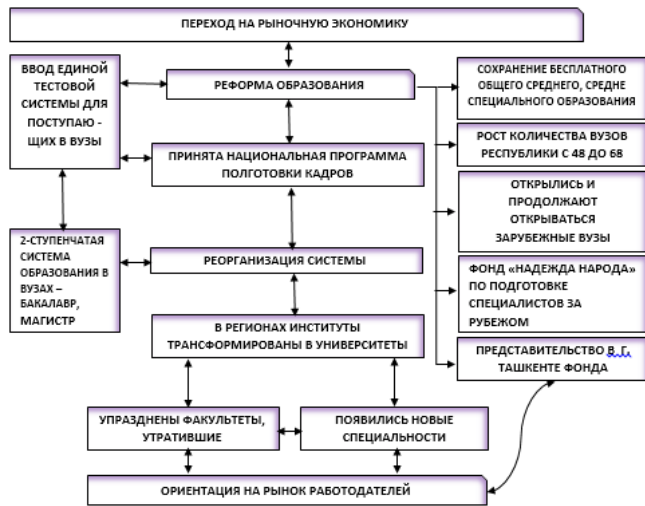 ПЕРЕХОД НА РЫНОЧНУЮ ЭКОНОМИКУ
ВВОД ЕДИНОЙ
ТЕСТОВОЙ
СИСТЕМЫ ДЛЯ
ПОСТУПАЮ -
ЩИХ В ВУЗЫ
РЕФОРМА ОБРАЗОВАНИЯ
СОХРАНЕНИЕ БЕСПЛАТНОГО
ОБЩЕГО СРЕДНЕГО, СРЕДНЕ
СПЕЦИАЛЬНОГО ОБРАЗОВАНИЯ
ПРИНЯТА НАЦИОНАЛЬНАЯ ПРОГРАММА
ПОЛГОТОВКИ КАДРОВ
РОСТ КОЛИЧЕСТВА ВУЗОВ
РЕСПУБЛИКИ С 48 ДО 68
ОТКРЫЛИСЬ И
ПРОДОЛЖАЮТ
ОТКРЫВАТЬСЯ
ЗАРУБЕЖНЫЕ ВУЗЫ
2-СТУПЕНЧАТАЯ
СИСТЕМА
ОБРАЗОВАНИЯ В
ВУЗАХ –
БАКАЛАВР,
МАГИСТР
РЕОРГАНИЗАЦИЯ СИСТЕМЫ
ФОНД «НАДЕЖДА НАРОДА»
ПО ПОДГОТОВКЕ
СПЕЦИАЛИСТОВ ЗА
РУБЕЖОМ
В РЕГИОНАХ ИНСТИТУТЫ
ТРАНСФОРМИРОВАНЫ В УНИВЕРСИТЕТЫ
ПРЕДСТАВИТЕЛЬСТВО В Г.
ТАШКЕНТЕ ФОНДА
УПРАЗДНЕНЫ ФАКУЛЬТЕТЫ,
УТРАТИВШИЕ
ПОЯВИЛИСЬ НОВЫЕ
СПЕЦИАЛЬНОСТИ
ОРИЕНТАЦИЯ НА РЫНОК РАБОТОДАТЕЛЕЙ